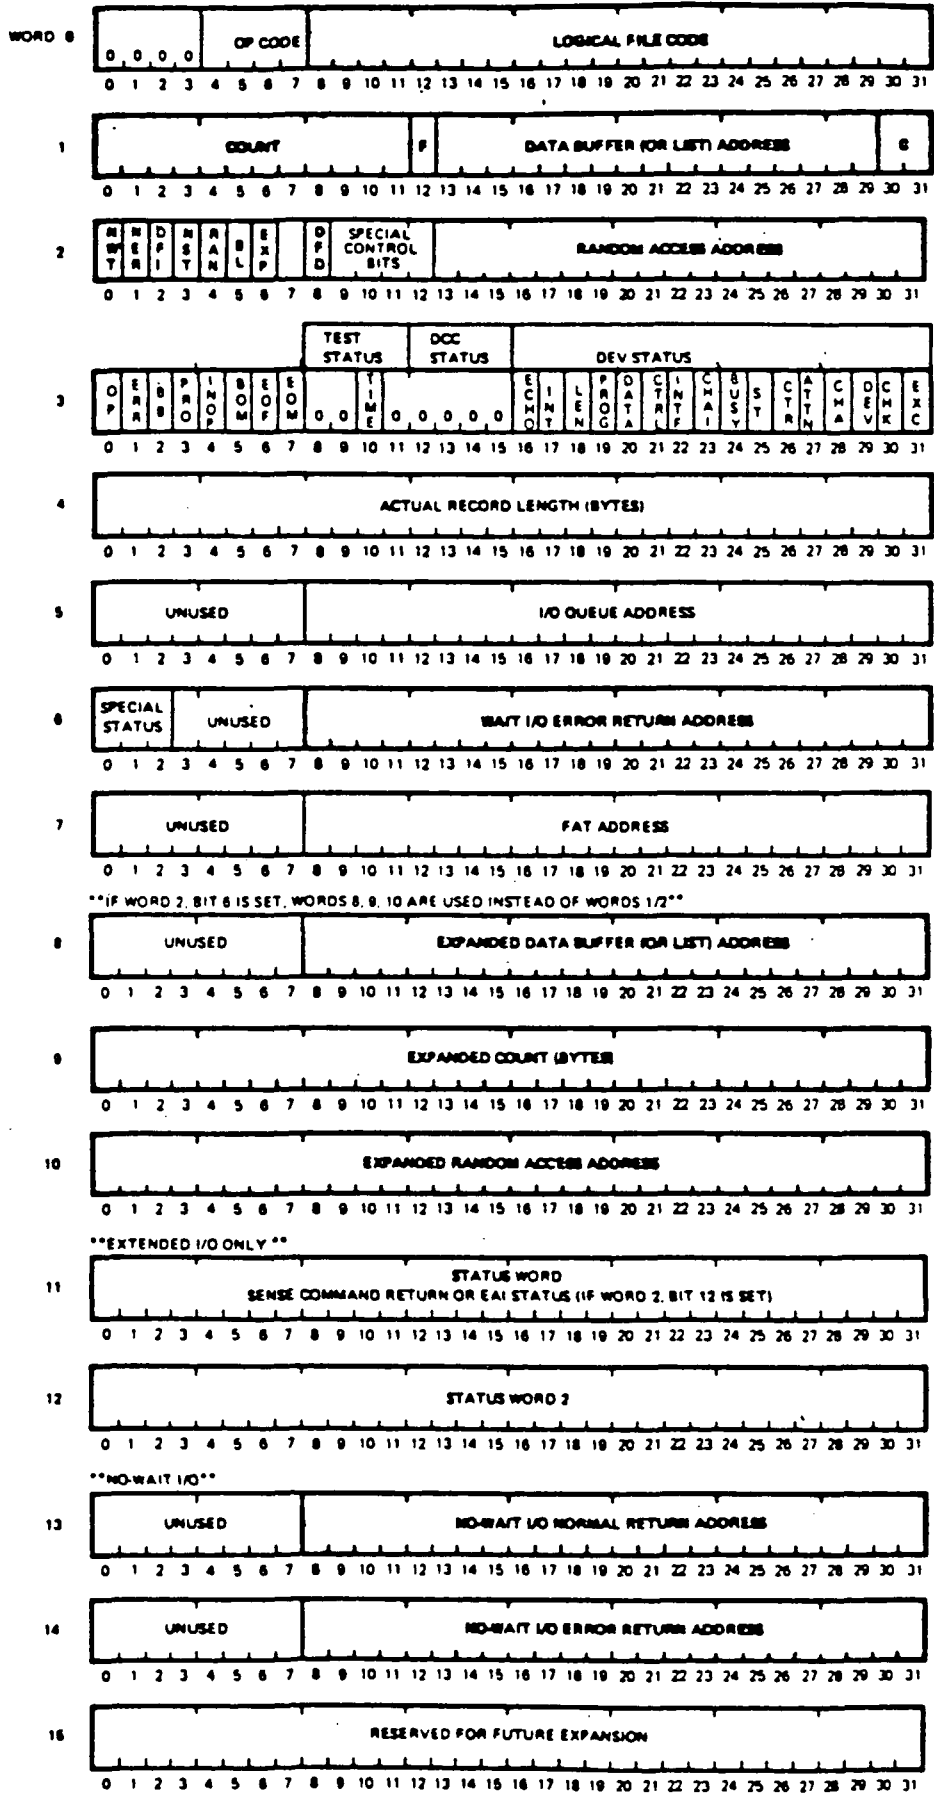 WORD 0
0 0 0 0 OP CODE LOGICAL FILE CODE
0 1 2 3 4 5 6 7 8 9 10 11 12 13 14 15 16 17 18 19 20 21 22 23 24 25 26 27 28 29 30 31
1 COUNT F DATA BUFFER (OR LIST) ADDRESS C
0 1 2 3 4 5 6 7 8 9 10 11 12 13 14 15 16 17 18 19 20 21 22 23 24 25 26 27 28 29 30 31
2 NWT NER DFI NST RAN BL EXP DFD SPECIAL CONTROL BITS RANDOM ACCESS ADDRESS
0 1 2 3 4 5 6 7 8 9 10 11 12 13 14 15 16 17 18 19 20 21 22 23 24 25 26 27 28 29 30 31
TEST STATUS DCC STATUS DEV STATUS
3 OP ERR BB PRO INOP BOM EOF EOM 0 0 TIME 0 0 0 0 0 ECHO INT LEN PROG DATA CTRL INTF CHAI BUSY ST CTR ATTN CHA DEV CHK EXC
0 1 2 3 4 5 6 7 8 9 10 11 12 13 14 15 16 17 18 19 20 21 22 23 24 25 26 27 28 29 30 31
4 ACTUAL RECORD LENGTH (BYTES)
0 1 2 3 4 5 6 7 8 9 10 11 12 13 14 15 16 17 18 19 20 21 22 23 24 25 26 27 28 29 30 31
5 UNUSED I/O QUEUE ADDRESS
0 1 2 3 4 5 6 7 8 9 10 11 12 13 14 15 16 17 18 19 20 21 22 23 24 25 26 27 28 29 30 31
6 SPECIAL STATUS UNUSED WAIT I/O ERROR RETURN ADDRESS
0 1 2 3 4 5 6 7 8 9 10 11 12 13 14 15 16 17 18 19 20 21 22 23 24 25 26 27 28 29 30 31
7 UNUSED FAT ADDRESS
0 1 2 3 4 5 6 7 8 9 10 11 12 13 14 15 16 17 18 19 20 21 22 23 24 25 26 27 28 29 30 31
**IF WORD 2, BIT 6 IS SET, WORDS 8, 9, 10 ARE USED INSTEAD OF WORDS 1/2**
8 UNUSED EXPANDED DATA BUFFER (OR LIST) ADDRESS
0 1 2 3 4 5 6 7 8 9 10 11 12 13 14 15 16 17 18 19 20 21 22 23 24 25 26 27 28 29 30 31
9 EXPANDED COUNT (BYTES)
0 1 2 3 4 5 6 7 8 9 10 11 12 13 14 15 16 17 18 19 20 21 22 23 24 25 26 27 28 29 30 31
10 EXPANDED RANDOM ACCESS ADDRESS
0 1 2 3 4 5 6 7 8 9 10 11 12 13 14 15 16 17 18 19 20 21 22 23 24 25 26 27 28 29 30 31
**EXTENDED I/O ONLY **
11 STATUS WORD
SENSE COMMAND RETURN OR EAI STATUS (IF WORD 2, BIT 12 IS SET)
0 1 2 3 4 5 6 7 8 9 10 11 12 13 14 15 16 17 18 19 20 21 22 23 24 25 26 27 28 29 30 31
12 STATUS WORD 2
0 1 2 3 4 5 6 7 8 9 10 11 12 13 14 15 16 17 18 19 20 21 22 23 24 25 26 27 28 29 30 31
**NO-WAIT I/O**
13 UNUSED NO-WAIT I/O NORMAL RETURN ADDRESS
0 1 2 3 4 5 6 7 8 9 10 11 12 13 14 15 16 17 18 19 20 21 22 23 24 25 26 27 28 29 30 31
14 UNUSED NO-WAIT I/O ERROR RETURN ADDRESS
0 1 2 3 4 5 6 7 8 9 10 11 12 13 14 15 16 17 18 19 20 21 22 23 24 25 26 27 28 29 30 31
15 RESERVED FOR FUTURE EXPANSION
0 1 2 3 4 5 6 7 8 9 10 11 12 13 14 15 16 17 18 19 20 21 22 23 24 25 26 27 28 29 30 31